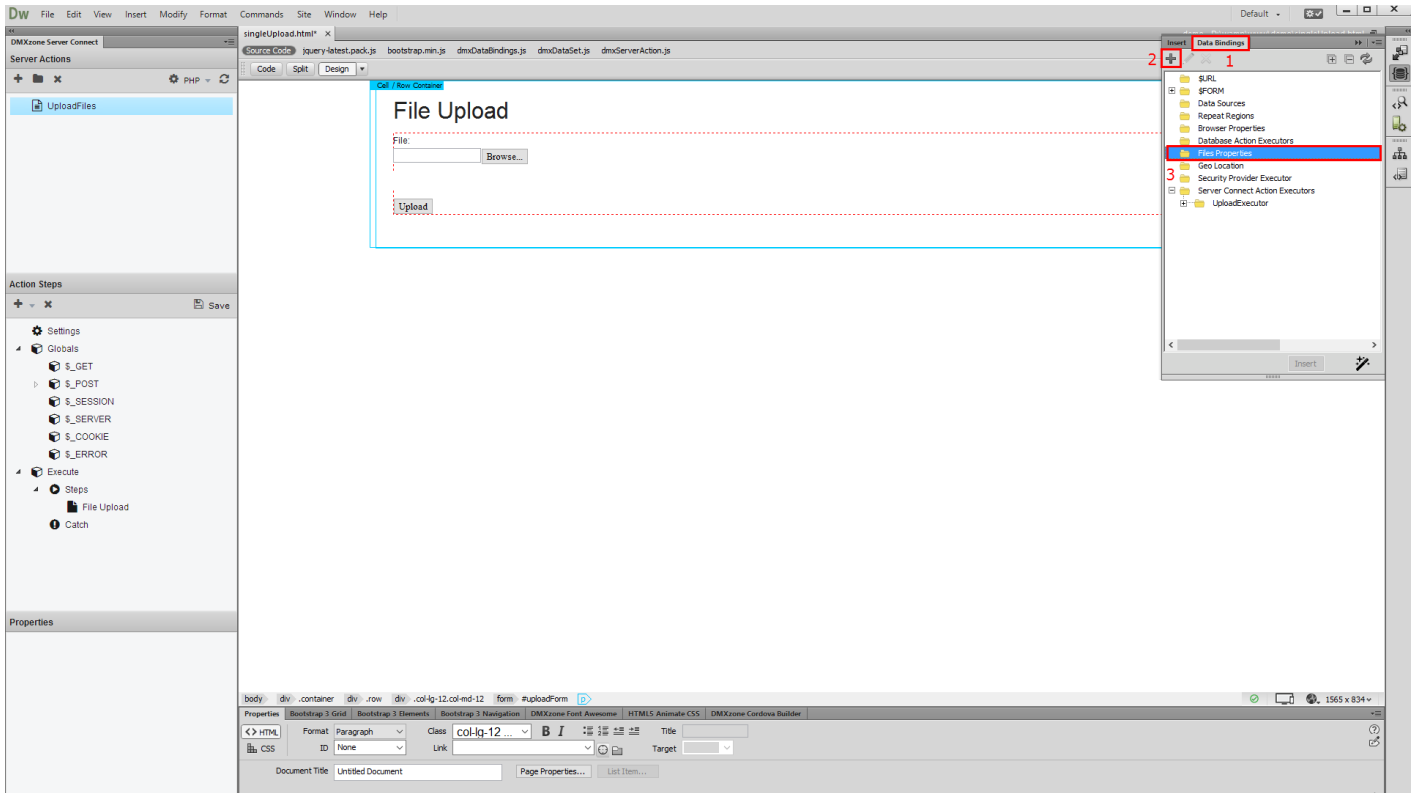 Dw File Edit View Insert Modify Format Commands Site Window Help Default
DMXzone Server Connect
Server Actions
PHP
UploadFiles
Action Steps
Save
Settings
Globals
$_GET
$_POST
$_SESSION
$_SERVER
$_COOKIE
$_ERROR
Execute
Steps
File Upload
Catch
Properties
singleUpload.html* ×
Source Code jquery-latest.pack.js bootstrap.min.js dmxDataBindings.js dmxDataSet.js dmxServerAction.js
Code Split Design
Cell / Row Container
File Upload
File:
Browse...
Upload
Insert Data Bindings
2 1
$URL
$FORM
Data Sources
Repeat Regions
Browser Properties
Database Action Executors
Files Properties
Geo Location
3 Security Provider Executor
Server Connect Action Executors
UploadExecutor
Insert
body div .container div .row div .col-lg-12.col-md-12 form #uploadForm p 1565 x 834
Properties Bootstrap 3 Grid Bootstrap 3 Elements Bootstrap 3 Navigation DMXzone Font Awesome HTML5 Animate CSS DMXzone Cordova Builder
<> HTML Format Paragraph Class col-lg-12 ... B I Title
CSS ID None Link Target
Document Title Untitled Document Page Properties... List Item...